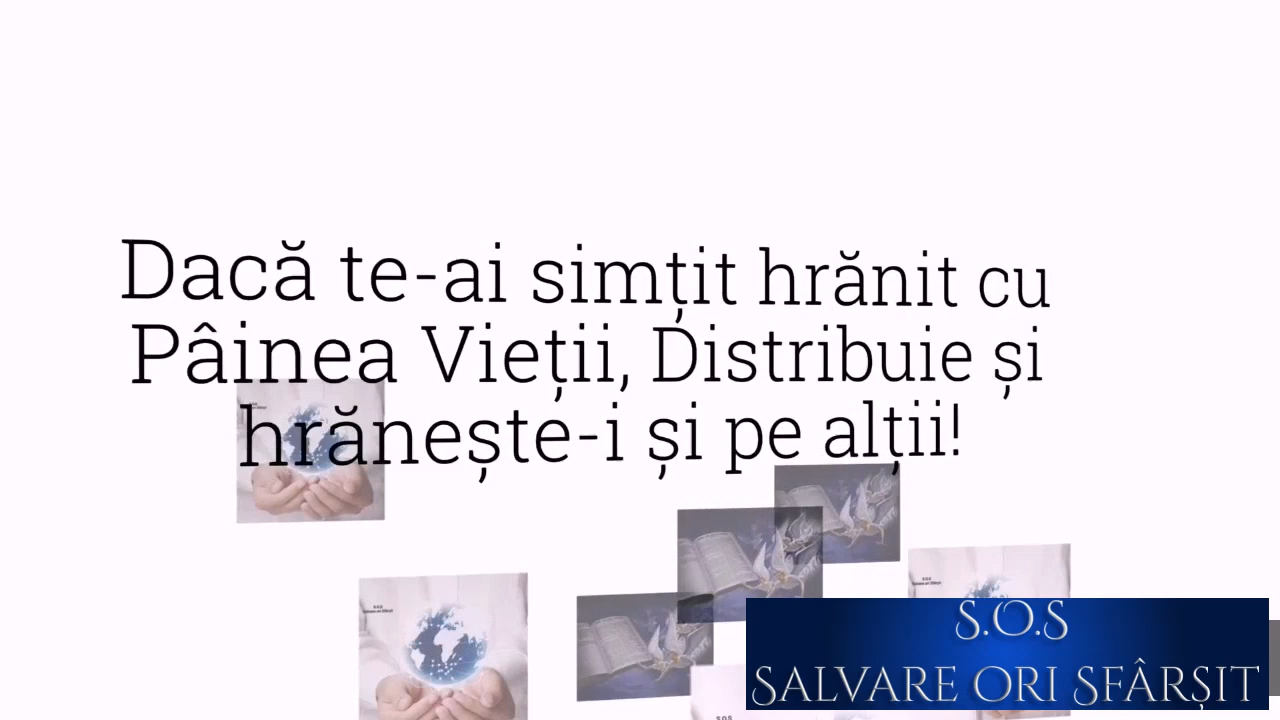 Dacă te-ai simțit hrănit cu
Pâinea Vieții, Distribuie și
hrănește-i și pe alții!
S.O.S
SALVARE ORI SFÂRȘIT
S.O.S